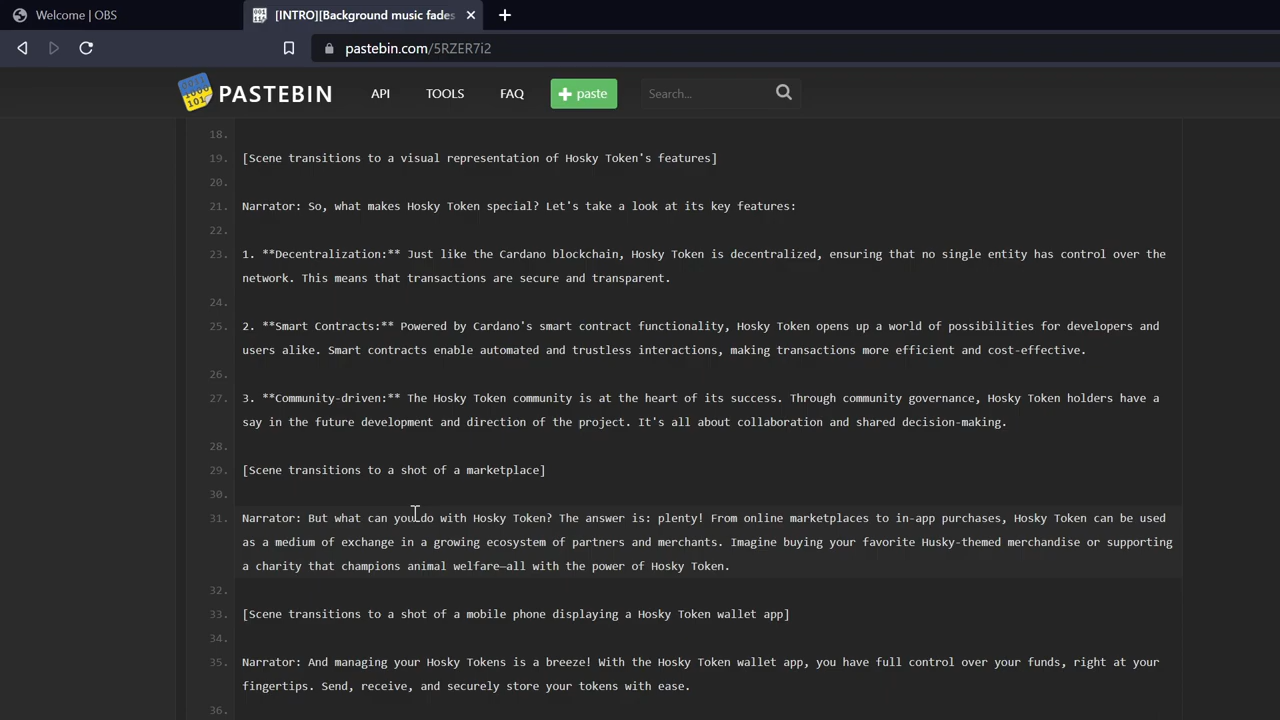 Welcome | OBS
[INTRO][Background music fades
pastebin.com/5RZER7i2
PASTEBIN
API
TOOLS
FAQ
paste
Search...
18.
19. [Scene transitions to a visual representation of Hosky Token's features]
20.
21. Narrator: So, what makes Hosky Token special? Let's take a look at its key features:
22.
23. 1. **Decentralization:** Just like the Cardano blockchain, Hosky Token is decentralized, ensuring that no single entity has control over the
network. This means that transactions are secure and transparent.
24.
25. 2. **Smart Contracts:** Powered by Cardano's smart contract functionality, Hosky Token opens up a world of possibilities for developers and
users alike. Smart contracts enable automated and trustless interactions, making transactions more efficient and cost-effective.
26.
27. 3. **Community-driven:** The Hosky Token community is at the heart of its success. Through community governance, Hosky Token holders have a
say in the future development and direction of the project. It's all about collaboration and shared decision-making.
28.
29. [Scene transitions to a shot of a marketplace]
30.
31. Narrator: But what can you do with Hosky Token? The answer is: plenty! From online marketplaces to in-app purchases, Hosky Token can be used
as a medium of exchange in a growing ecosystem of partners and merchants. Imagine buying your favorite Husky-themed merchandise or supporting
a charity that champions animal welfare—all with the power of Hosky Token.
32.
33. [Scene transitions to a shot of a mobile phone displaying a Hosky Token wallet app]
34.
35. Narrator: And managing your Hosky Tokens is a breeze! With the Hosky Token wallet app, you have full control over your funds, right at your
fingertips. Send, receive, and securely store your tokens with ease.
36.